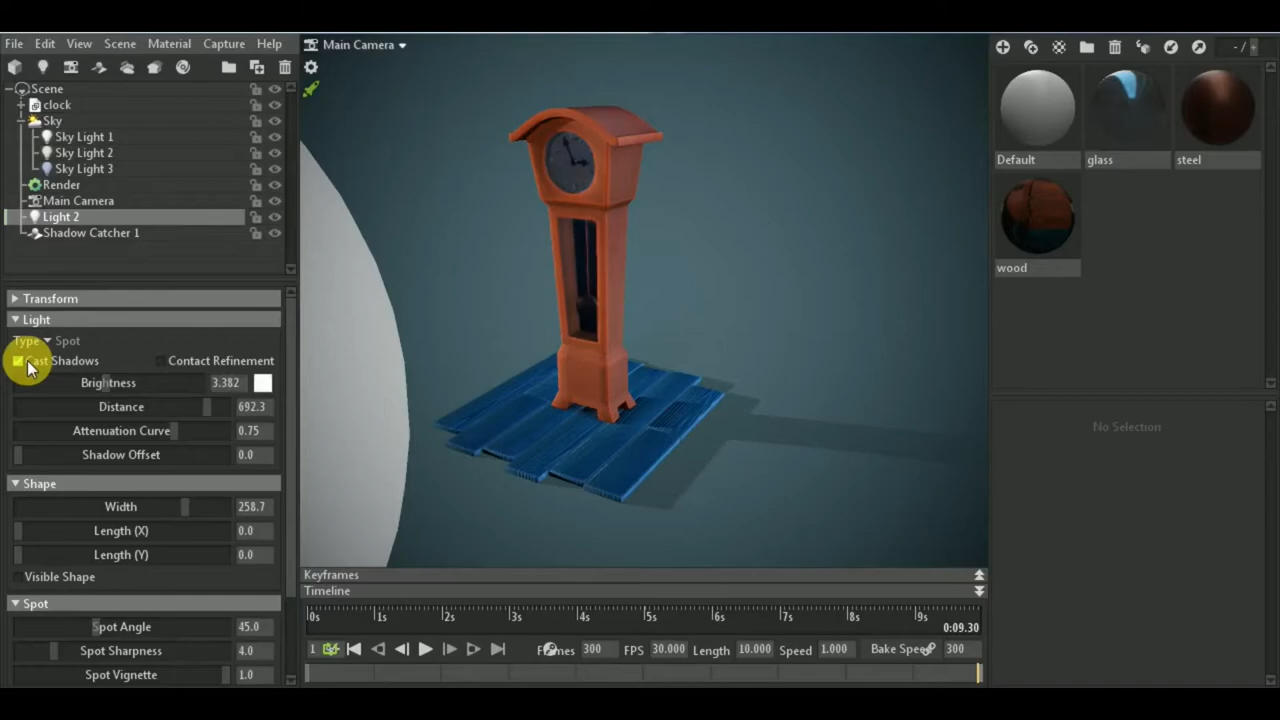 File Edit View Scene Material Capture Help
Main Camera
- /
Scene
clock
Sky
Sky Light 1
Sky Light 2
Sky Light 3
Render
Main Camera
Light 2
Shadow Catcher 1
Default glass steel
wood
Transform
Light
Type Spot
Cast Shadows Contact Refinement
Brightness 3.382
Distance 692.3
Attenuation Curve 0.75
Shadow Offset 0.0
Shape
Width 258.7
Length (X) 0.0
Length (Y) 0.0
Visible Shape
Spot
Spot Angle 45.0
Spot Sharpness 4.0
Spot Vignette 1.0
No Selection
Keyframes
Timeline
0s 1s 2s 3s 4s 5s 6s 7s 8s 9s
0:09.30
1 Frames 300 FPS 30.000 Length 10.000 Speed 1.000 Bake Speed 300